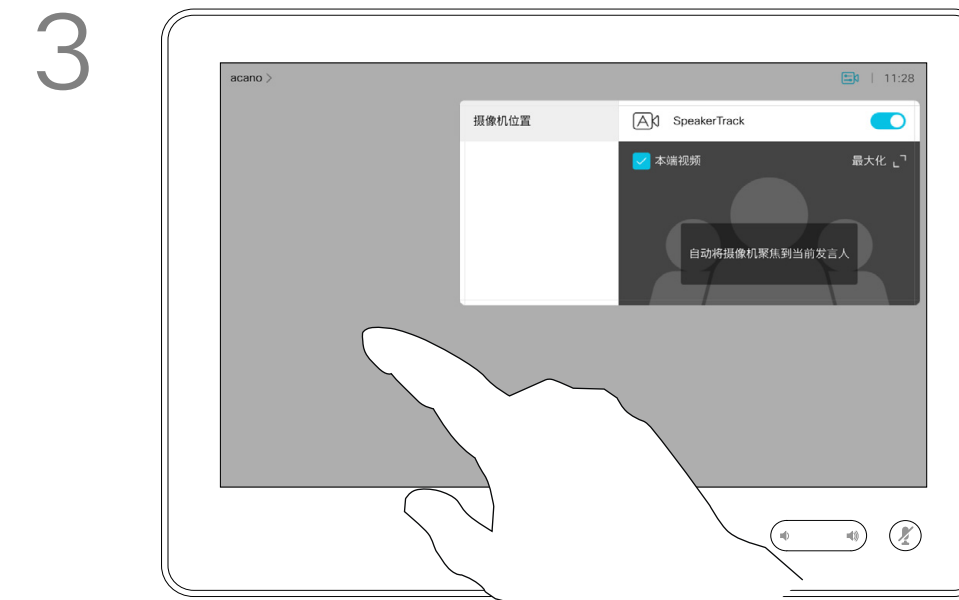 3
acano >
11:28
摄像机位置
SpeakerTrack
本端视频
最大化
自动将摄像机聚焦到当前发言人